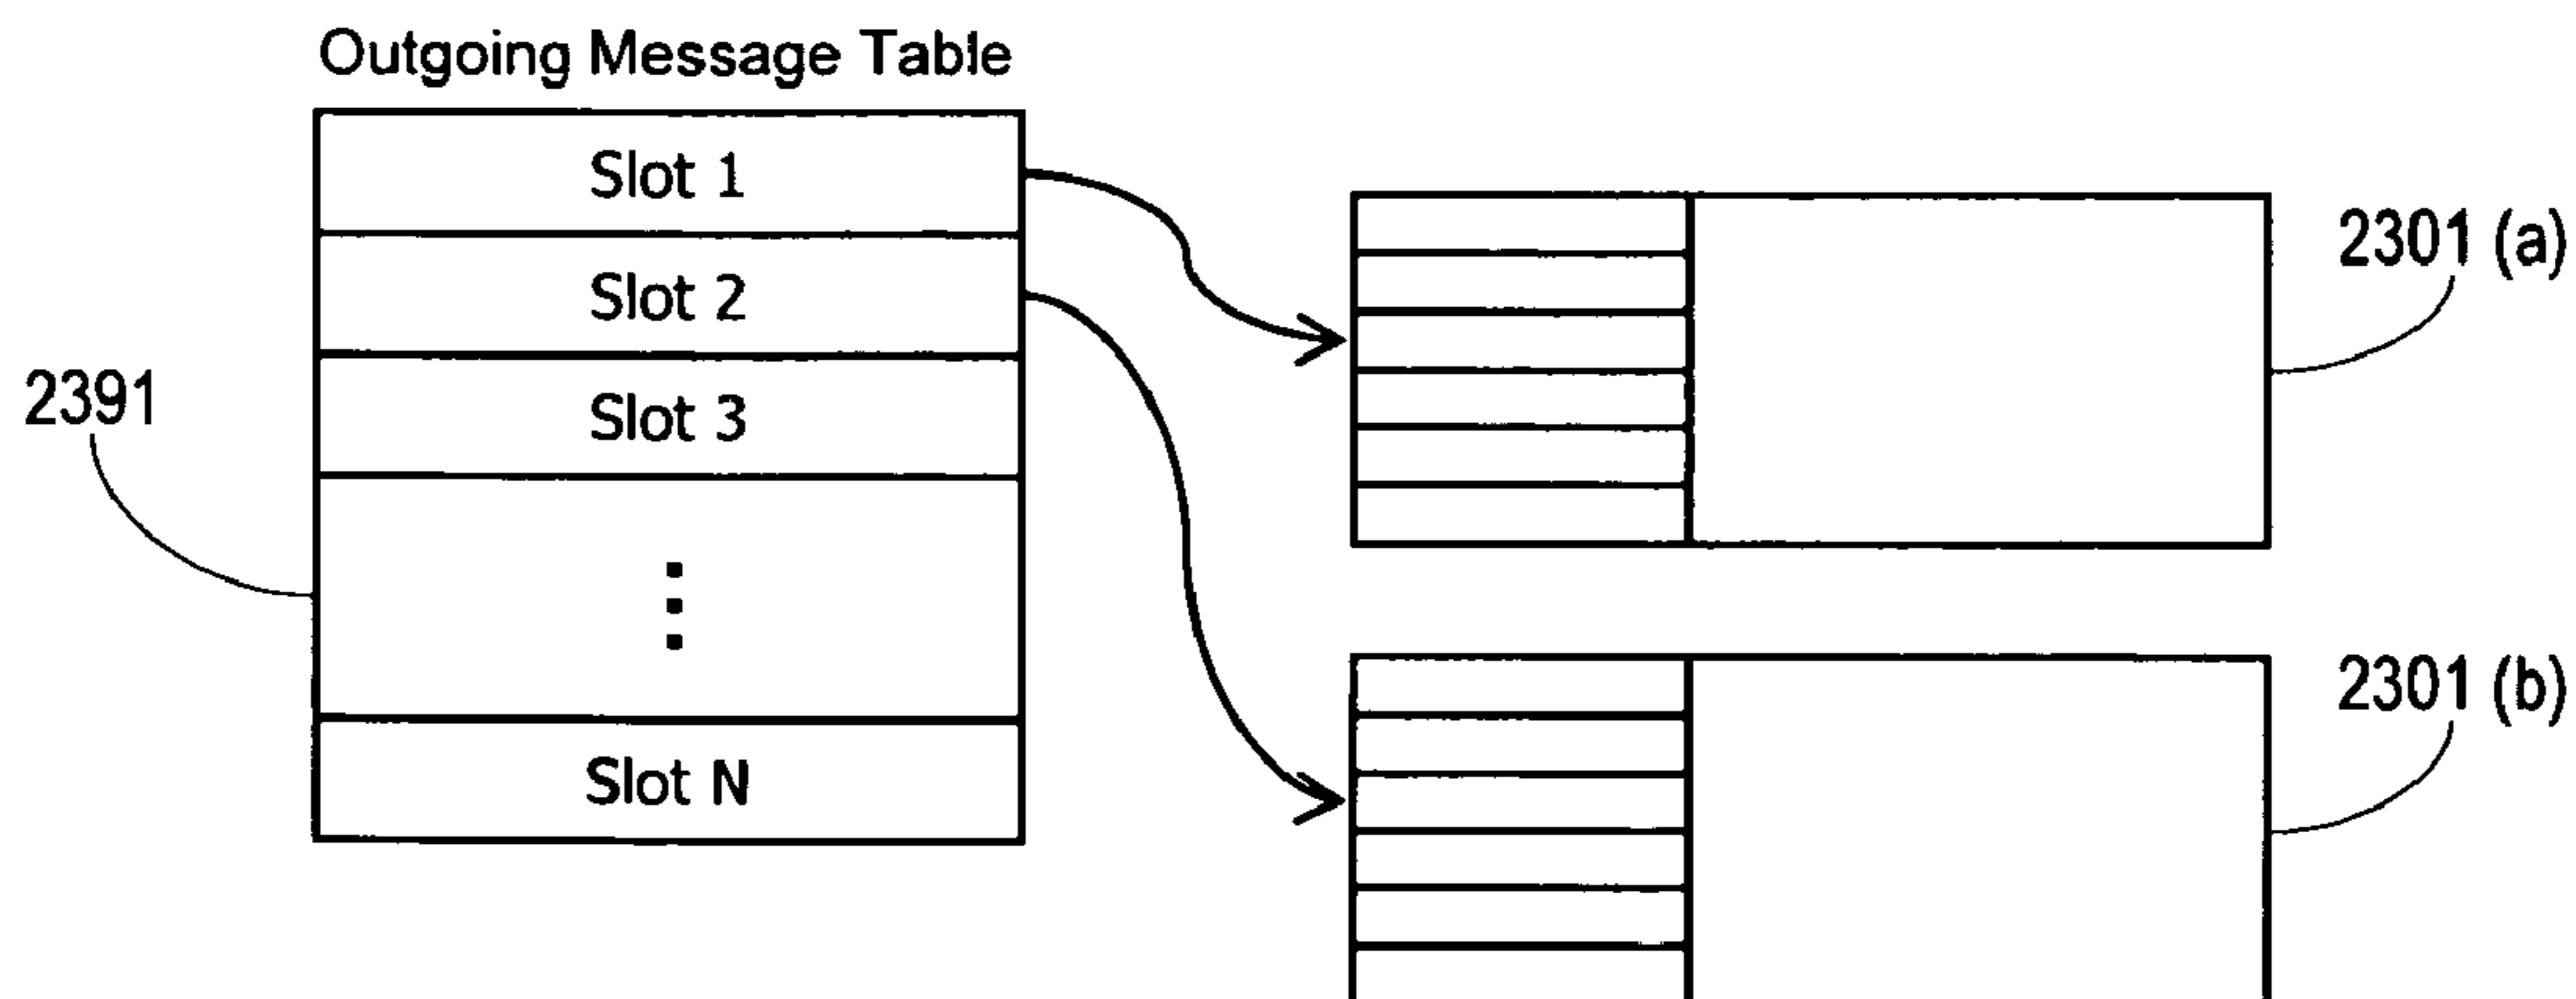 Outgoing Message Table
Slot 1
Slot 2
Slot 3
Slot N
2391
2301 (a)
2301 (b)